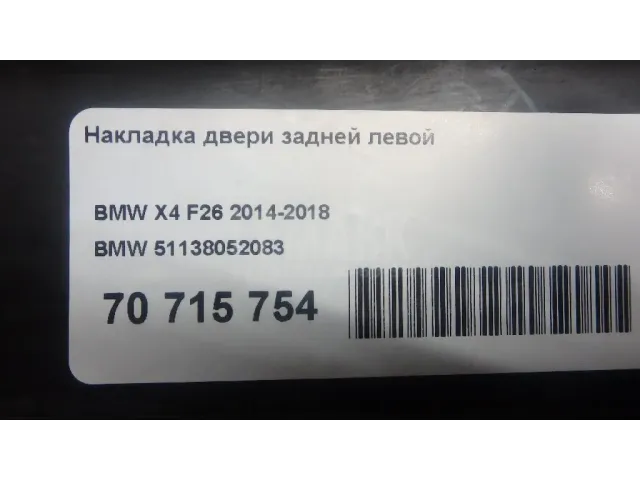 Накладка двери задней левой
BMW X4 F26 2014-2018
BMW 51138052083
70 715 754